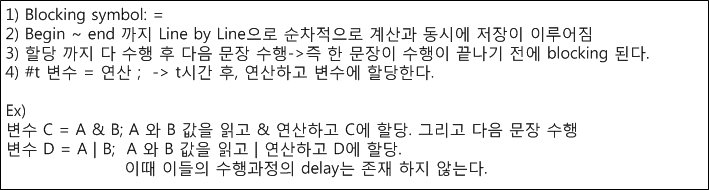 1) Blocking symbol: =
2) Begin ~ end 까지 Line by Line으로 순차적으로 계산과 동시에 저장이 이루어짐
3) 할당 까지 다 수행 후 다음 문장 수행->즉 한 문장이 수행이 끝나기 전에 blocking 된다.
4) #t 변수 = 연산 ;  -> t시간 후, 연산하고 변수에 할당한다.
Ex)
변수 C = A & B; A 와 B 값을 읽고 & 연산하고 C에 할당. 그리고 다음 문장 수행
변수 D = A | B;  A 와 B 값을 읽고 | 연산하고 D에 할당.
이때 이들의 수행과정의 delay는 존재 하지 않는다.